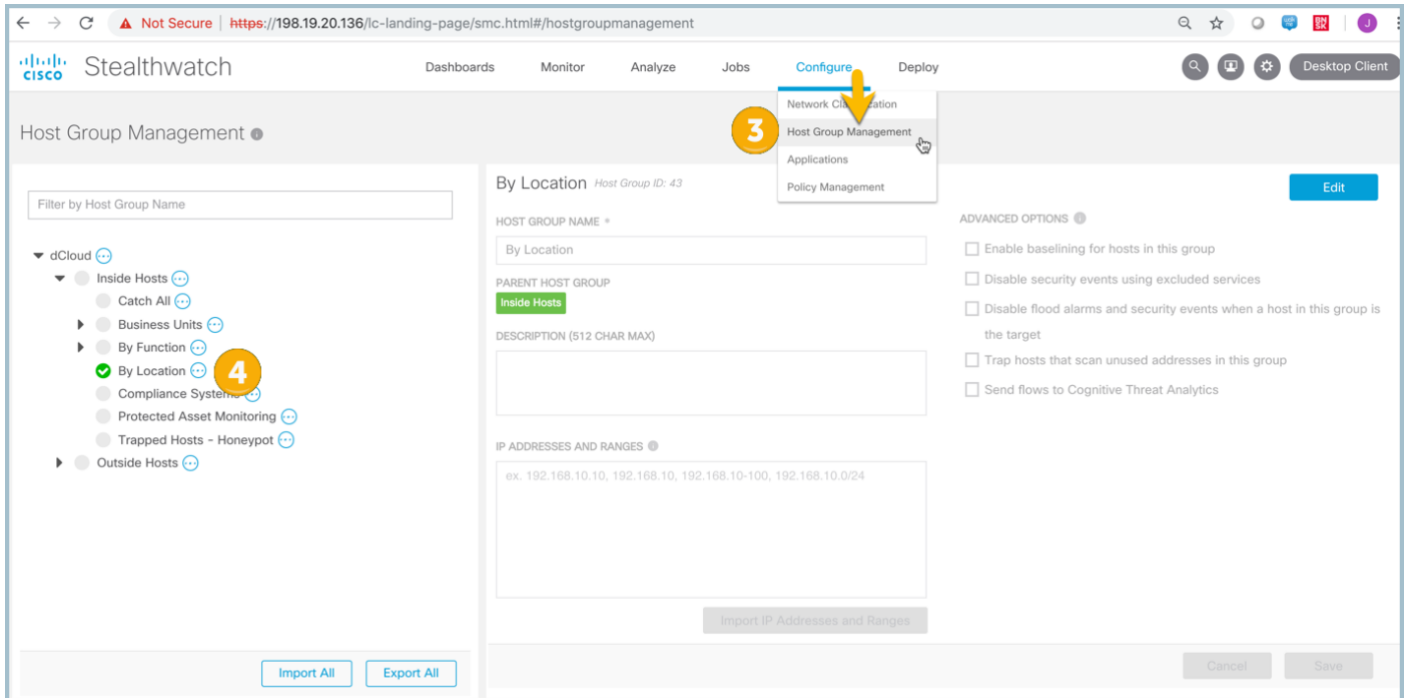 Not Secure | https://198.19.20.136/lc-landing-page/smc.html#/hostgroupmanagement
J
cisco Stealthwatch Dashboards Monitor Analyze Jobs Configure Deploy Desktop Client
Network Classification
3
Host Group Management
Applications
Policy Management
Host Group Management
Filter by Host Group Name
dCloud
Inside Hosts
Catch All
Business Units
By Function
By Location
4
Compliance Systems
Protected Asset Monitoring
Trapped Hosts - Honeypot
Outside Hosts
Import All Export All
By Location Host Group ID: 43
Edit
HOST GROUP NAME *
By Location
PARENT HOST GROUP
Inside Hosts
DESCRIPTION (512 CHAR MAX)
IP ADDRESSES AND RANGES
ex. 192.168.10.10, 192.168.10, 192.168.10-100, 192.168.10.0/24
Import IP Addresses and Ranges
ADVANCED OPTIONS
Enable baselining for hosts in this group
Disable security events using excluded services
Disable flood alarms and security events when a host in this group is
the target
Trap hosts that scan unused addresses in this group
Send flows to Cognitive Threat Analytics
Cancel Save